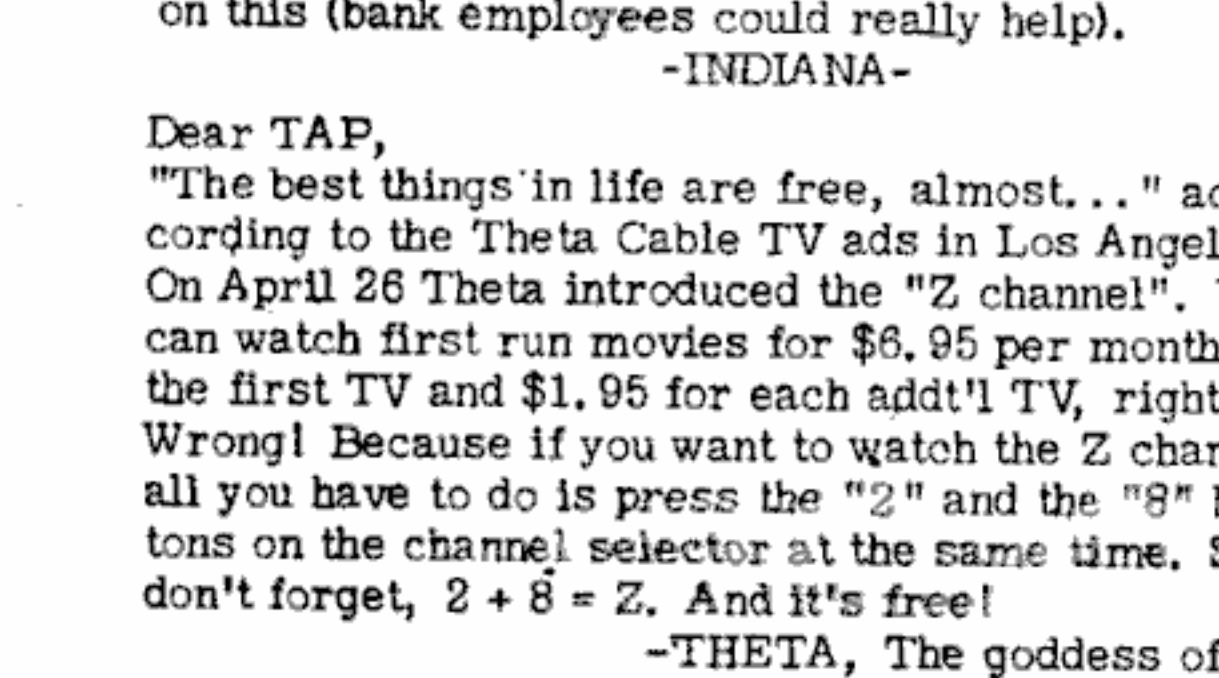 on this (bank employees could really help).
-INDIANA-
Dear TAP,
"The best things in life are free, almost..." ac
cording to the Theta Cable TV ads in Los Angel
On April 26 Theta introduced the "Z channel".
can watch first run movies for $6.95 per month
the first TV and $1.95 for each addt'l TV, right
Wrong! Because if you want to watch the Z chan
all you have to do is press the "2" and the "8"
tons on the channel selector at the same time. S
don't forget, 2 + 8 = Z. And it's free!
-THETA, The goddess of